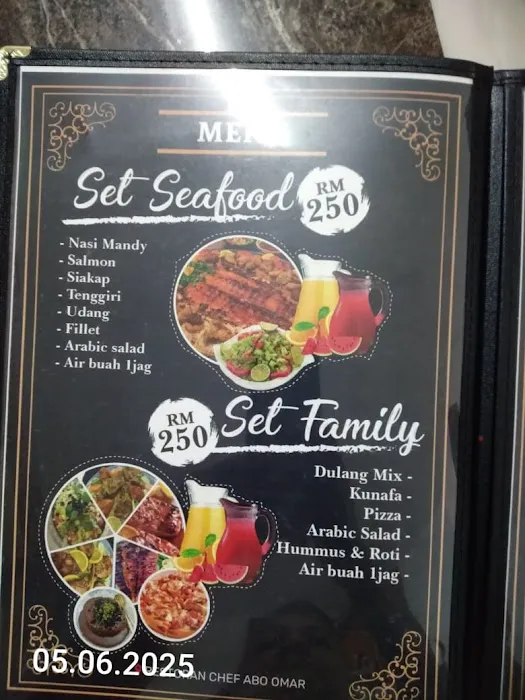 Set Seafood
RM
250
- Nasi Mandy
- Salmon
- Siakap
- Tenggiri
- Udang
- Fillet
- Arabic salad
- Air buah 1jag
RM
250
Set Family
Dulang Mix -
Kunafa -
Pizza -
Arabic Salad -
Hummus & Roti -
Air buah 1jag -
05.06.2025
CHEF ABO OMAR